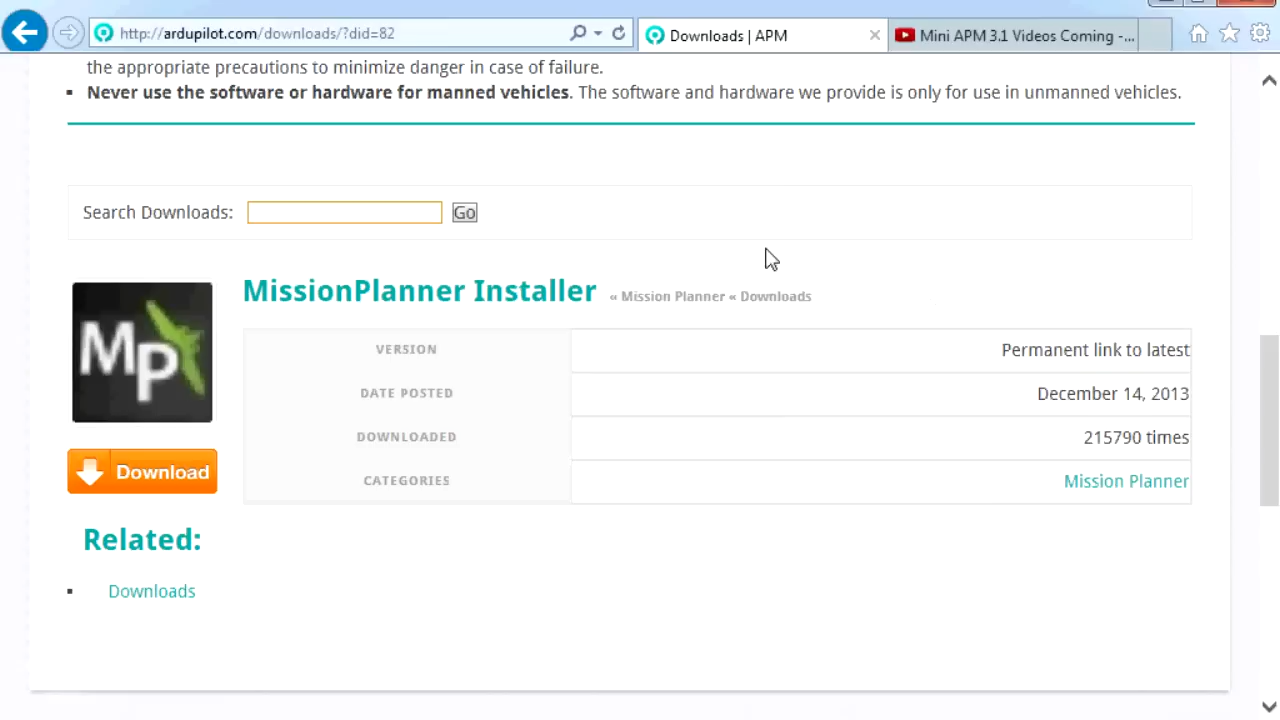 http://ardupilot.com/downloads/?did=82
Downloads | APM
Mini APM 3.1 Videos Coming -...
the appropriate precautions to minimize danger in case of failure.
▪ Never use the software or hardware for manned vehicles. The software and hardware we provide is only for use in unmanned vehicles.
Search Downloads: Go
MP
MissionPlanner Installer « Mission Planner « Downloads
VERSION Permanent link to latest
DATE POSTED December 14, 2013
DOWNLOADED 215790 times
CATEGORIES Mission Planner
Download
Related:
▪ Downloads